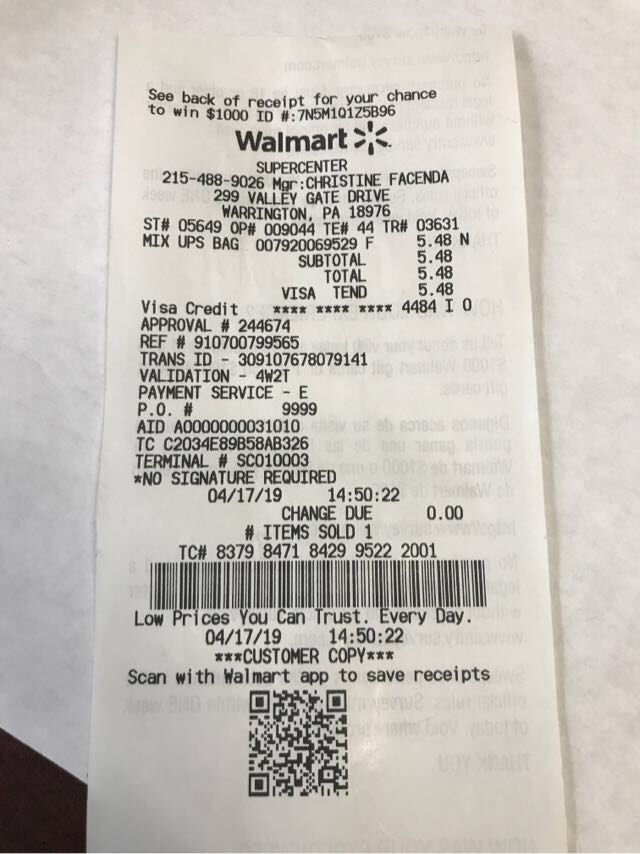 See back of receipt for your chance
to win $1000 ID #:7N5M1Q1Z5B96
Walmart
SUPERCENTER
215-488-9026 Mgr:CHRISTINE FACENDA
299 VALLEY GATE DRIVE
WARRINGTON, PA 18976
ST# 05649 OP# 009044 TE# 44 TR# 03631
MIX UPS BAG 007920069529 F 5.48 N
SUBTOTAL 5.48
TOTAL 5.48
VISA TEND 5.48
Visa Credit **** **** **** 4484 I 0
APPROVAL # 244674
REF # 910700799565
TRANS ID - 309107678079141
VALIDATION - 4W2T
PAYMENT SERVICE - E
P.O. # 9999
AID A0000000031010
TC C2034E89B58AB326
TERMINAL # SC010003
*NO SIGNATURE REQUIRED
04/17/19 14:50:22
CHANGE DUE 0.00
# ITEMS SOLD 1
TC# 8379 8471 8429 9522 2001
Low Prices You Can Trust. Every Day.
04/17/19 14:50:22
***CUSTOMER COPY***
Scan with Walmart app to save receipts